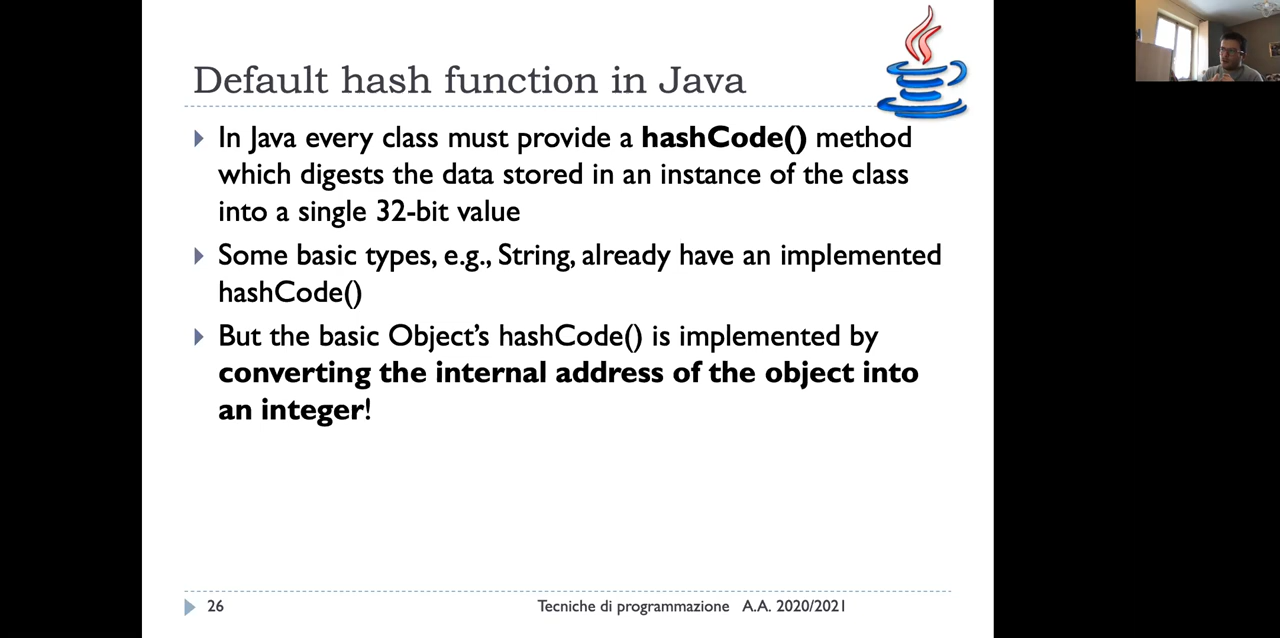 Default hash function in Java
In Java every class must provide a hashCode() method
which digests the data stored in an instance of the class
into a single 32-bit value
Some basic types, e.g., String, already have an implemented
hashCode()
But the basic Object's hashCode() is implemented by
converting the internal address of the object into
an integer!
26
Tecniche di programmazione A.A. 2020/2021